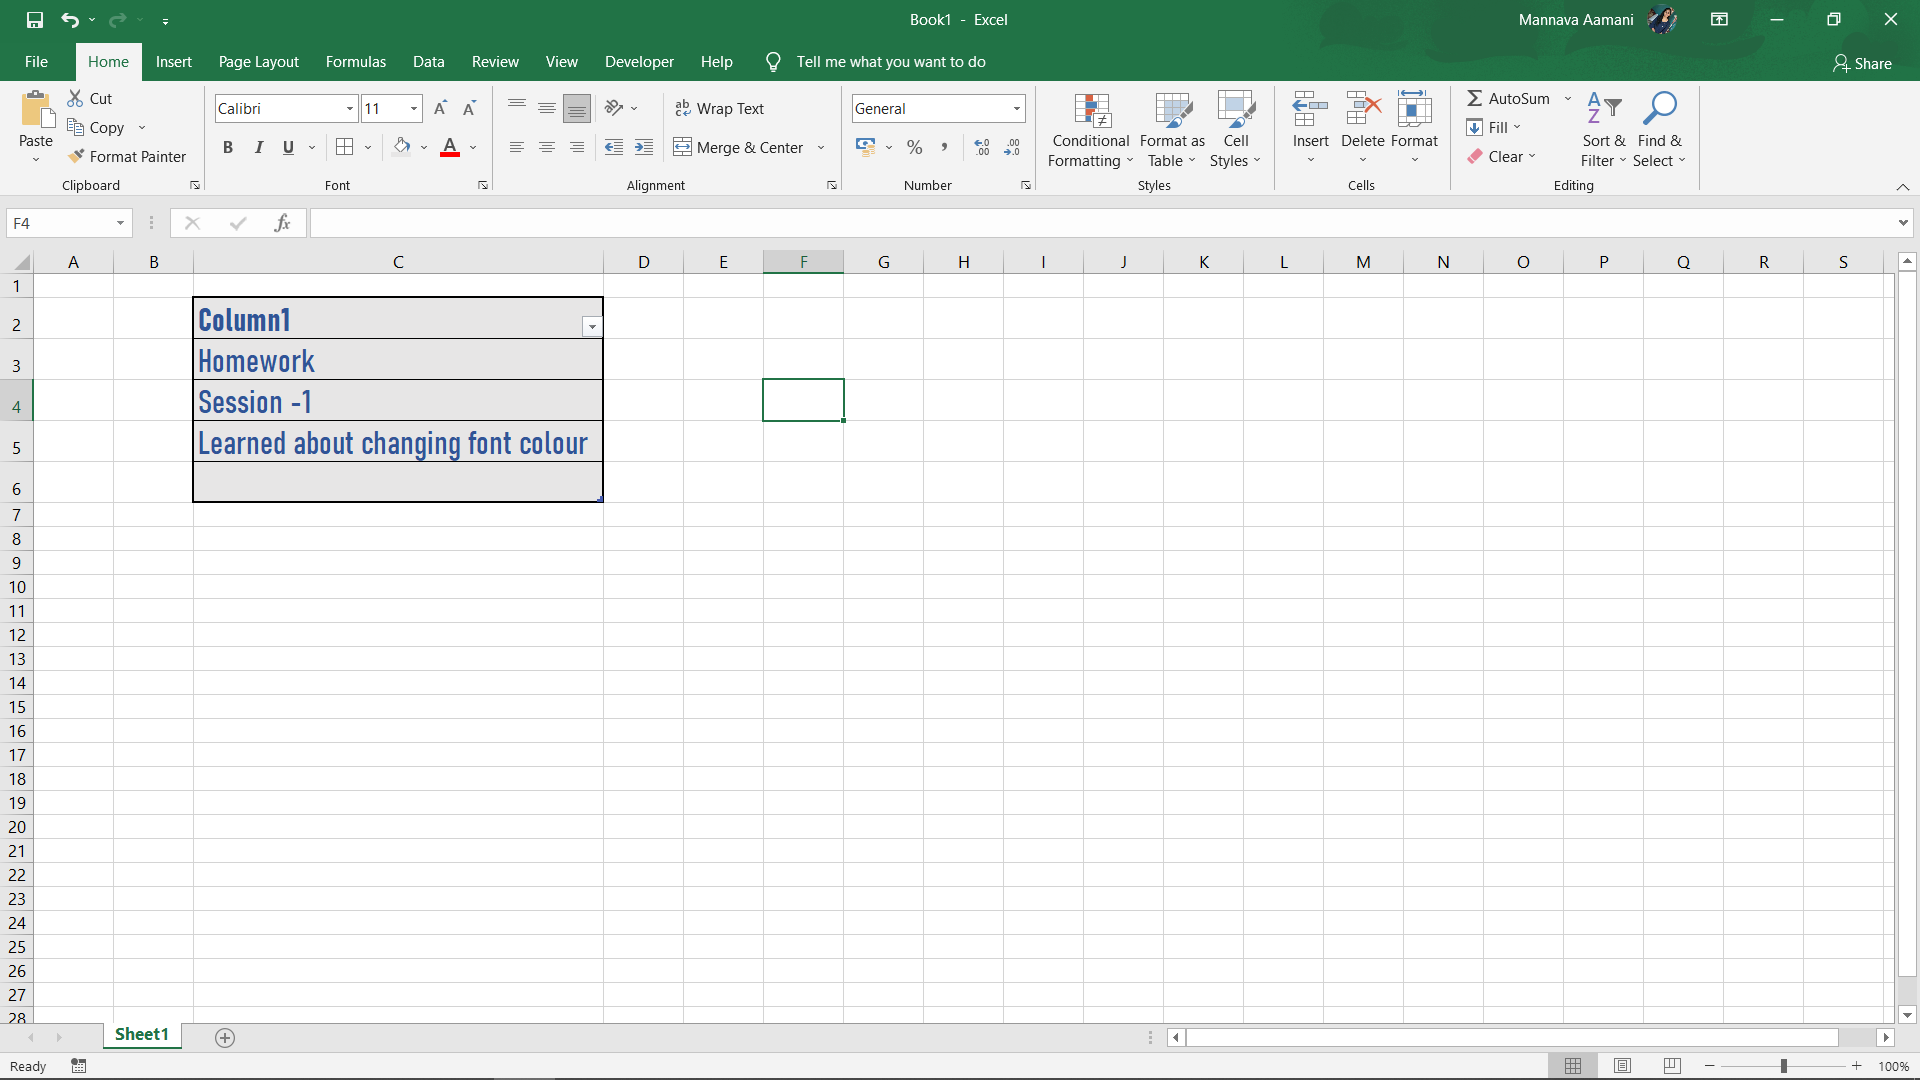 Book1 - Excel
Mannava Aamani
File Home Insert Page Layout Formulas Data Review View Developer Help Tell me what you want to do Share
Paste
Cut
Copy
Format Painter
Clipboard
Calibri 11
B I U A
Font
Wrap Text
Merge & Center
Alignment
General
% ,
Number
Conditional Formatting
Format as Table
Cell Styles
Styles
Insert Delete Format
Cells
AutoSum
Fill
Clear
Sort & Filter
Find & Select
Editing
F4 fx
A B C D E F G H I J K L M N O P Q R S
1
2 Column1
3 Homework
4 Session -1
5 Learned about changing font colour
6
7
8
9
10
11
12
13
14
15
16
17
18
19
20
21
22
23
24
25
26
27
28
Sheet1
Ready 100%